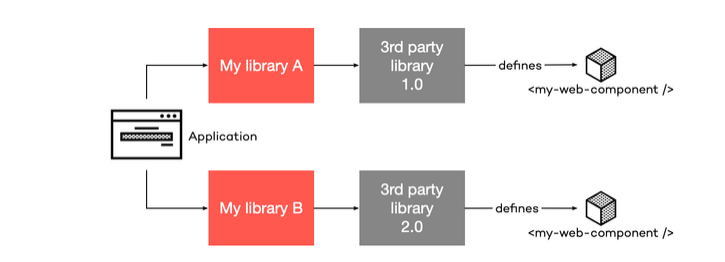 My library A
3rd party
library
1.0
defines
<my-web-component />
Application
My library B
3rd party
library
2.0
defines
<my-web-component />